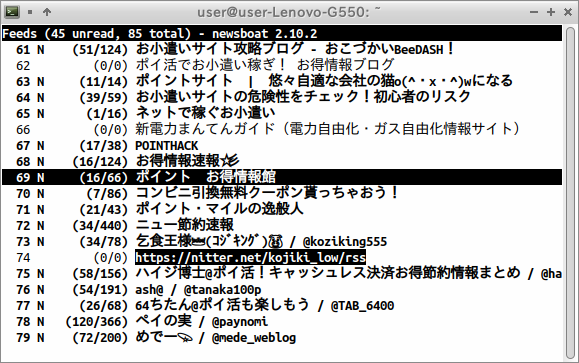 user@user-Lenovo-G550: ~
Feeds (45 unread, 85 total) - newsboat 2.10.2
61 N (51/124) お小遣いサイト攻略ブログ - おこづかいBeeDASH！
62 (0/0) ポイ活でお小遣い稼ぎ！ お得情報ブログ
63 N (11/14) ポイントサイト | 悠々自適な会社の猫o(^・x・^)wになる
64 N (39/59) お小遣いサイトの危険性をチェック！初心者のリスク
65 N (1/16) ネットで稼ぐお小遣い
66 (0/0) 新電力まんてんガイド（電力自由化・ガス自由化情報サイト）
67 N (17/38) POINTHACK
68 N (16/124) お得情報速報☆彡
69 N (16/66) ポイント お得情報館
70 N (7/86) コンビニ引換無料クーポン貰っちゃおう！
71 N (21/43) ポイント・マイルの逸般人
72 N (34/440) ニュー節約速報
73 N (34/78) 乞食王様🛏(ｺｼﾞｷﾝｸﾞ)👹 / @koziking555
74 (0/0) https://nitter.net/kojiki_low/rss
75 N (58/156) ハイジ博士@ポイ活！キャッシュレス決済お得節約情報まとめ / @ha
76 N (54/191) ash@ / @tanaka100p
77 N (26/68) 64ちたん@ポイ活も楽しもう / @TAB_6400
78 N (120/366) ペイの実 / @paynomi
79 N (72/200) めでー / @mede_weblog